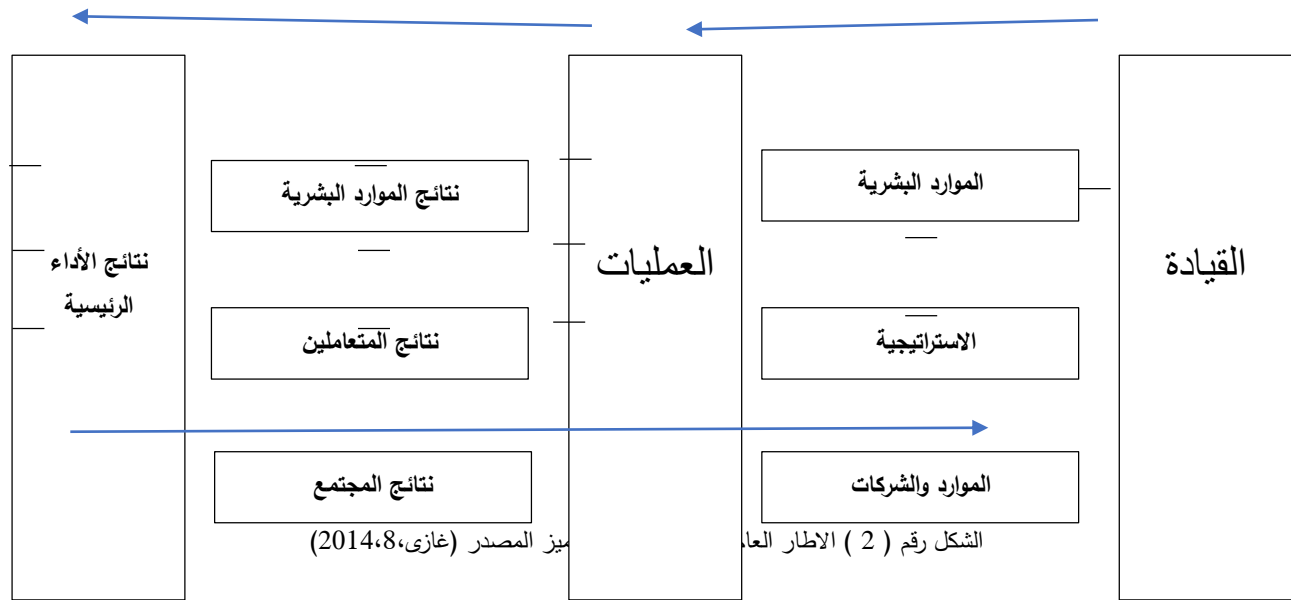 القيادة
الموارد البشرية
الاستراتيجية
الموارد والشركات
العمليات
نتائج الموارد البشرية
نتائج المتعاملين
نتائج المجتمع
نتائج الأداء
الرئيسية
الشكل رقم ( 2 ) الاطار المصدر (غازى،8،2014)